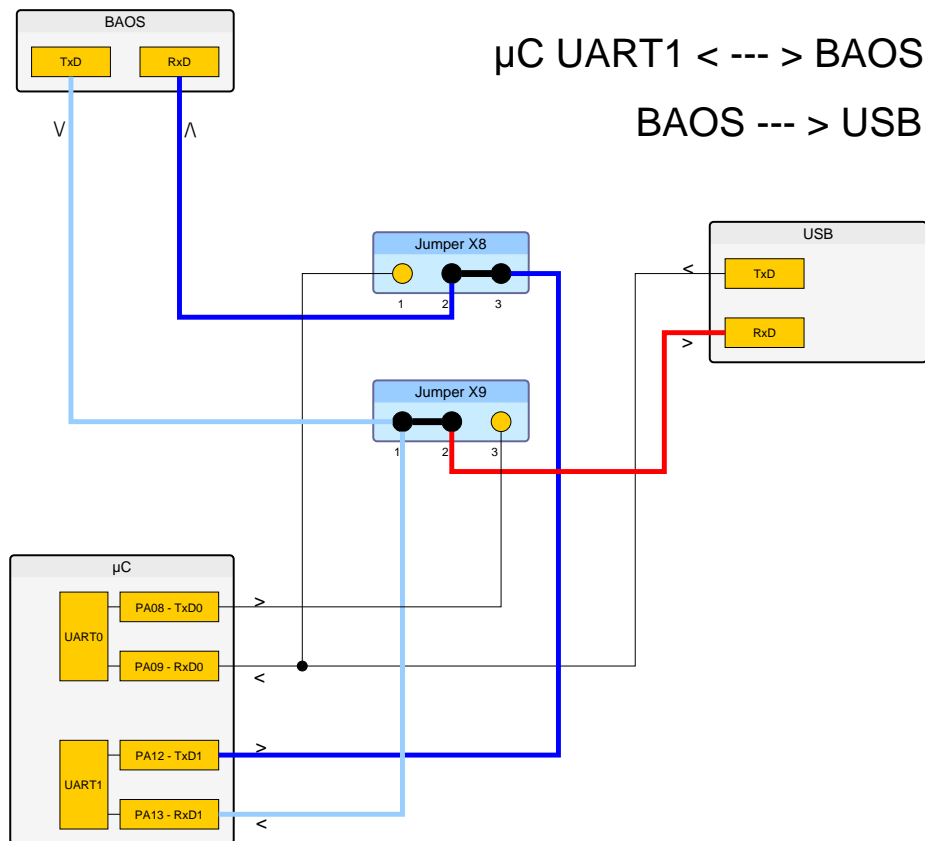 BAOS
TxD
RxD
\/
/\
µC UART1 < --- > BAOS
BAOS --- > USB
Jumper X8
1
2
3
USB
<
TxD
>
RxD
Jumper X9
1
2
3
µC
UART0
PA08 - TxD0
>
PA09 - RxD0
<
UART1
PA12 - TxD1
>
PA13 - RxD1
<